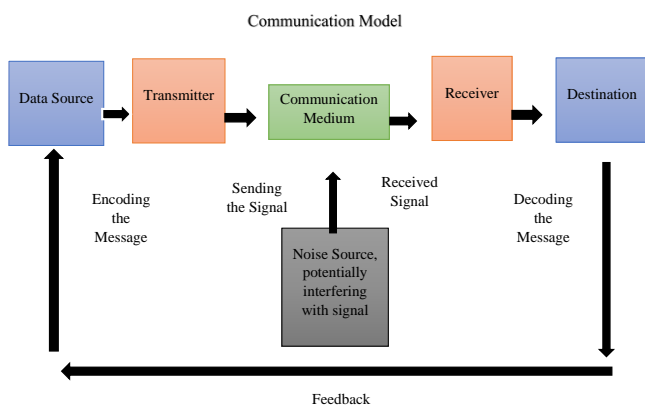 Communication Model
Data Source
Transmitter
Communication
Medium
Receiver
Destination
Encoding
the
Message
Sending
the Signal
Received
Signal
Decoding
the
Message
Noise Source,
potentially
interfering
with signal
Feedback